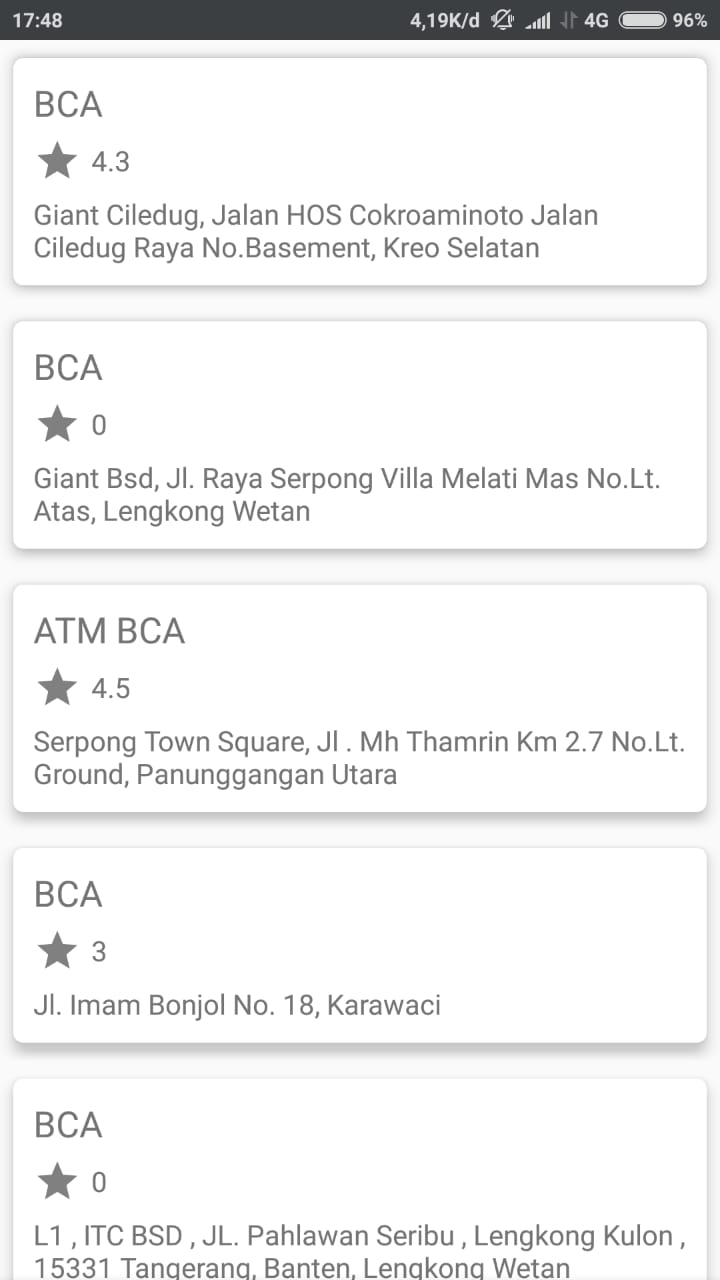 17:48 4,19K/d 4G 96%
BCA
4.3
Giant Ciledug, Jalan HOS Cokroaminoto Jalan
Ciledug Raya No.Basement, Kreo Selatan
BCA
0
Giant Bsd, Jl. Raya Serpong Villa Melati Mas No.Lt.
Atas, Lengkong Wetan
ATM BCA
4.5
Serpong Town Square, Jl . Mh Thamrin Km 2.7 No.Lt.
Ground, Panunggangan Utara
BCA
3
Jl. Imam Bonjol No. 18, Karawaci
BCA
0
L1 , ITC BSD , JL. Pahlawan Seribu , Lengkong Kulon ,
15331 Tangerang, Banten, Lengkong Wetan